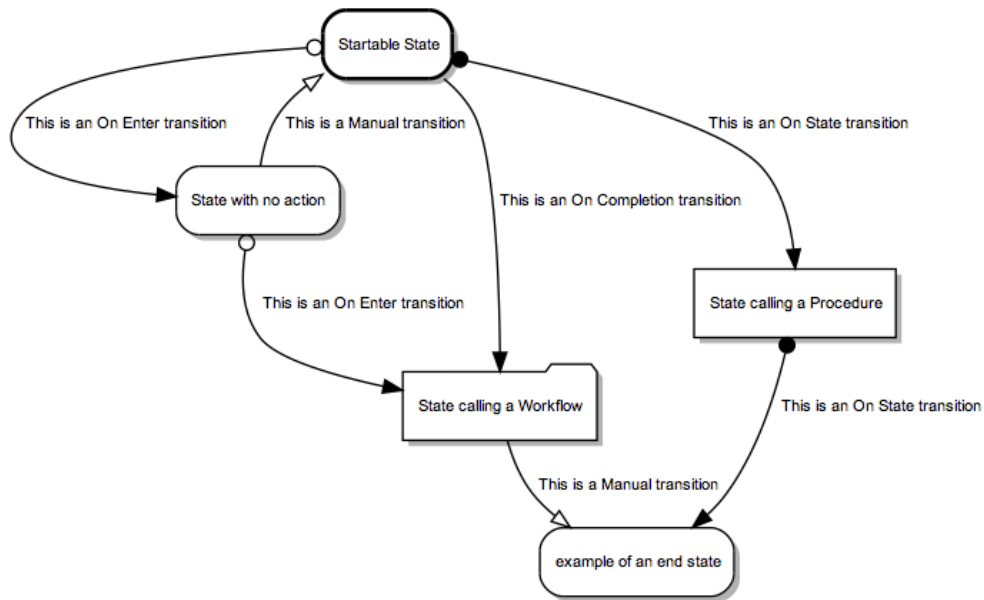 Startable State
This is an On Enter transition
This is a Manual transition
This is an On State transition
State with no action
This is an On Completion transition
This is an On Enter transition
State calling a Procedure
State calling a Workflow
This is an On State transition
This is a Manual transition
example of an end state